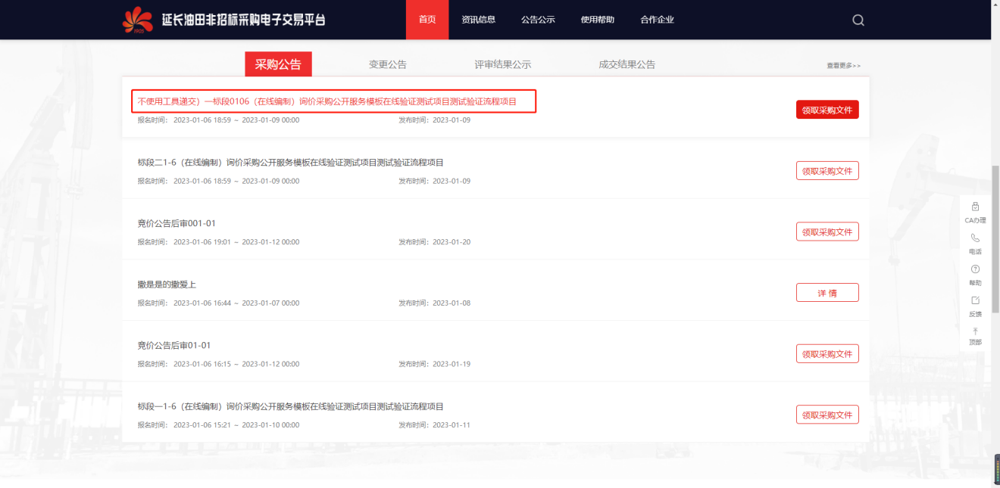 1905
延长油田非招标采购电子交易平台
首页 资讯信息 公告公示 使用帮助 合作企业
采购公告 变更公告 评审结果公示 成交结果公告 查看更多>>
不使用工具递交）一标段0106（在线编制）询价采购公开服务模板在线验证测试项目测试验证流程项目
报名时间： 2023-01-06 18:59 ~ 2023-01-09 00:00 发布时间：2023-01-09
领取采购文件
标段二1-6（在线编制）询价采购公开服务模板在线验证测试项目测试验证流程项目
报名时间： 2023-01-06 18:59 ~ 2023-01-09 00:00 发布时间：2023-01-09
领取采购文件
竞价公告后审001-01
报名时间： 2023-01-06 19:01 ~ 2023-01-12 00:00 发布时间：2023-01-20
领取采购文件
撒是是的撒爱上
报名时间： 2023-01-06 16:44 ~ 2023-01-07 00:00 发布时间：2023-01-08
详 情
竞价公告后审01-01
报名时间： 2023-01-06 16:15 ~ 2023-01-12 00:00 发布时间：2023-01-19
领取采购文件
标段一1-6（在线编制）询价采购公开服务模板在线验证测试项目测试验证流程项目
报名时间： 2023-01-06 15:21 ~ 2023-01-10 00:00 发布时间：2023-01-11
领取采购文件
CA办理
电话
帮助
反馈
顶部